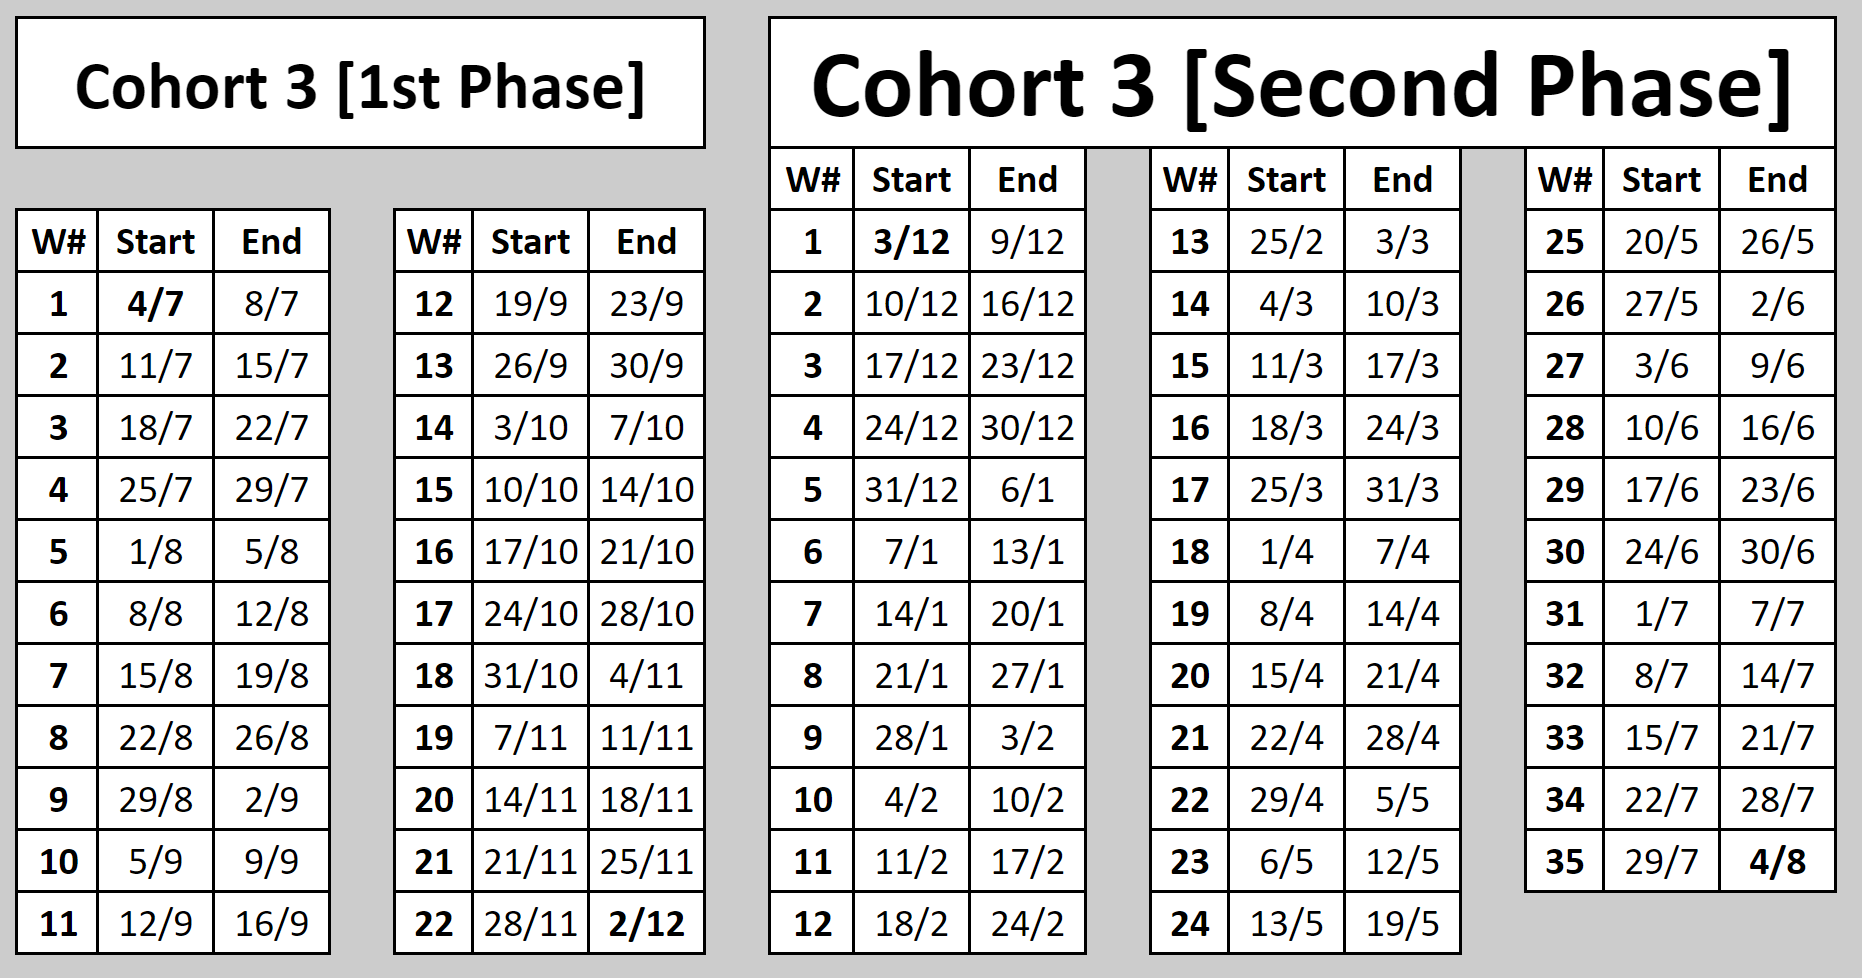 Cohort 3 [1st Phase]
W# Start End
1 4/7 8/7
2 11/7 15/7
3 18/7 22/7
4 25/7 29/7
5 1/8 5/8
6 8/8 12/8
7 15/8 19/8
8 22/8 26/8
9 29/8 2/9
10 5/9 9/9
11 12/9 16/9
W# Start End
12 19/9 23/9
13 26/9 30/9
14 3/10 7/10
15 10/10 14/10
16 17/10 21/10
17 24/10 28/10
18 31/10 4/11
19 7/11 11/11
20 14/11 18/11
21 21/11 25/11
22 28/11 2/12
Cohort 3 [Second Phase]
W# Start End
1 3/12 9/12
2 10/12 16/12
3 17/12 23/12
4 24/12 30/12
5 31/12 6/1
6 7/1 13/1
7 14/1 20/1
8 21/1 27/1
9 28/1 3/2
10 4/2 10/2
11 11/2 17/2
12 18/2 24/2
W# Start End
13 25/2 3/3
14 4/3 10/3
15 11/3 17/3
16 18/3 24/3
17 25/3 31/3
18 1/4 7/4
19 8/4 14/4
20 15/4 21/4
21 22/4 28/4
22 29/4 5/5
23 6/5 12/5
24 13/5 19/5
W# Start End
25 20/5 26/5
26 27/5 2/6
27 3/6 9/6
28 10/6 16/6
29 17/6 23/6
30 24/6 30/6
31 1/7 7/7
32 8/7 14/7
33 15/7 21/7
34 22/7 28/7
35 29/7 4/8